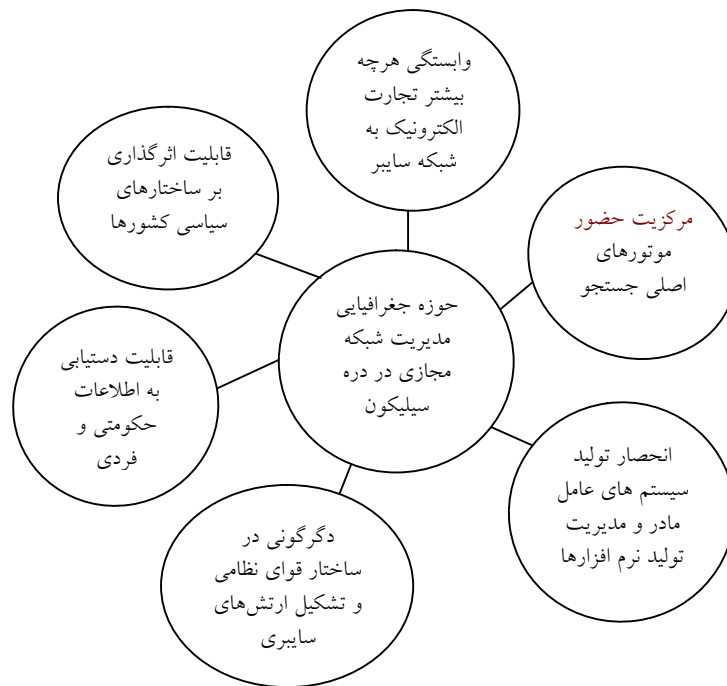 وابستگی هرچه
بیشتر تجارت
الکترونیک به
شبکه سایبر
مرکزیت حضور
موتورهای
اصلی جستجو
قابلیت اثرگذاری
بر ساختارهای
سیاسی کشورها
حوزه جغرافیایی
مدیریت شبکه
مجازی در دره
سیلیکون
قابلیت دستیابی
به اطلاعات
حکومتی و
فردی
انحصار تولید
سیستم های عامل
مادر و مدیریت
تولید نرم افزارها
دگرگونی در
ساختار قوای نظامی
و تشکیل ارتش‌های
سایبری